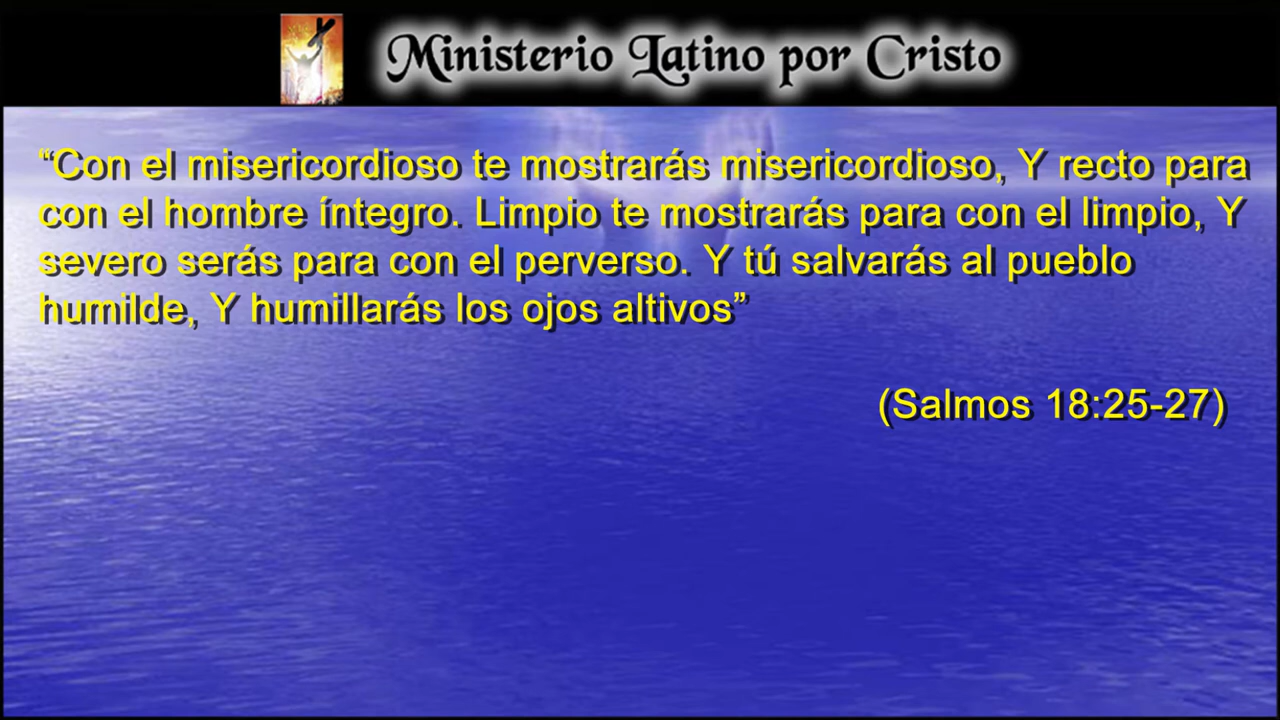 Ministerio Latino por Cristo
“Con el misericordioso te mostrarás misericordioso, Y recto para
con el hombre íntegro. Limpio te mostrarás para con el limpio, Y
severo serás para con el perverso. Y tú salvarás al pueblo
humilde, Y humillarás los ojos altivos”
(Salmos 18:25-27)